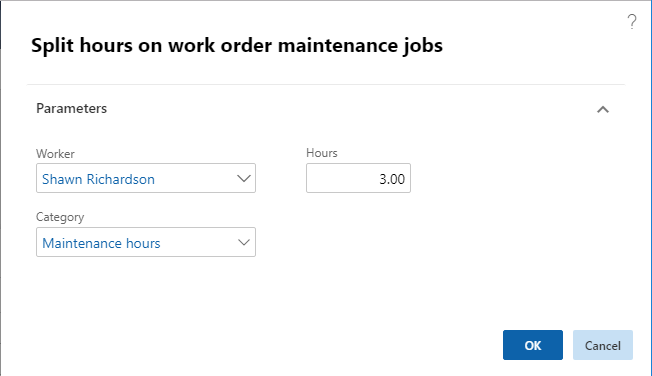 ?
Split hours on work order maintenance jobs
Parameters
Worker
Hours
Shawn Richardson
3.00
Category
Maintenance hours
OK
Cancel